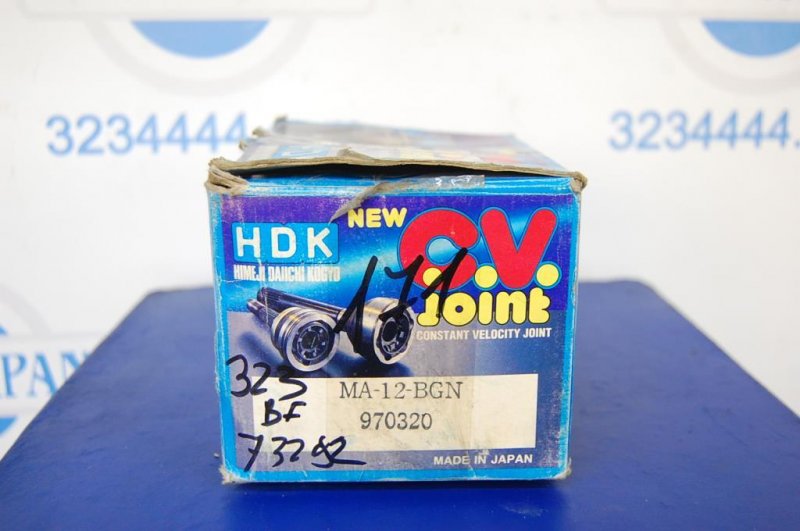 3234444.
3234444.
JAPAN
NEW
C.V.
HDK
HIMEJI DAIICHI KOGYO
171
Joint
CONSTANT VELOCITY JOINT
323
MA-12-BGN
BF
970320
MADE IN JAPAN